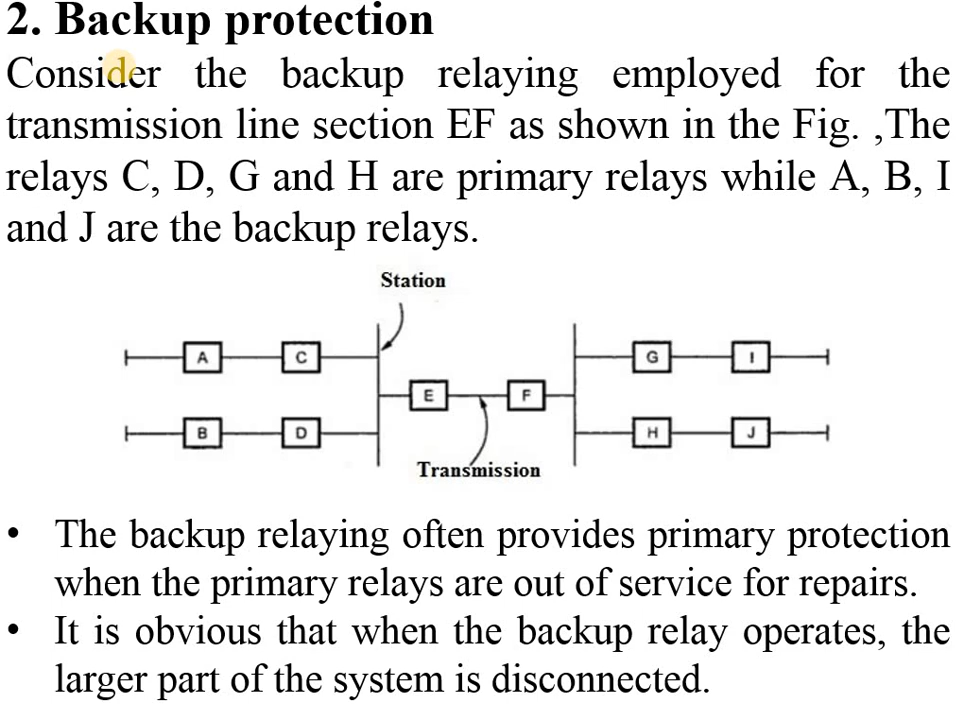 2. Backup protection
Consider the backup relaying employed for the
transmission line section EF as shown in the Fig. ,The
relays C, D, G and H are primary relays while A, B, I
and J are the backup relays.
Station
A C G I
E F
B D H J
Transmission
• The backup relaying often provides primary protection
when the primary relays are out of service for repairs.
• It is obvious that when the backup relay operates, the
larger part of the system is disconnected.